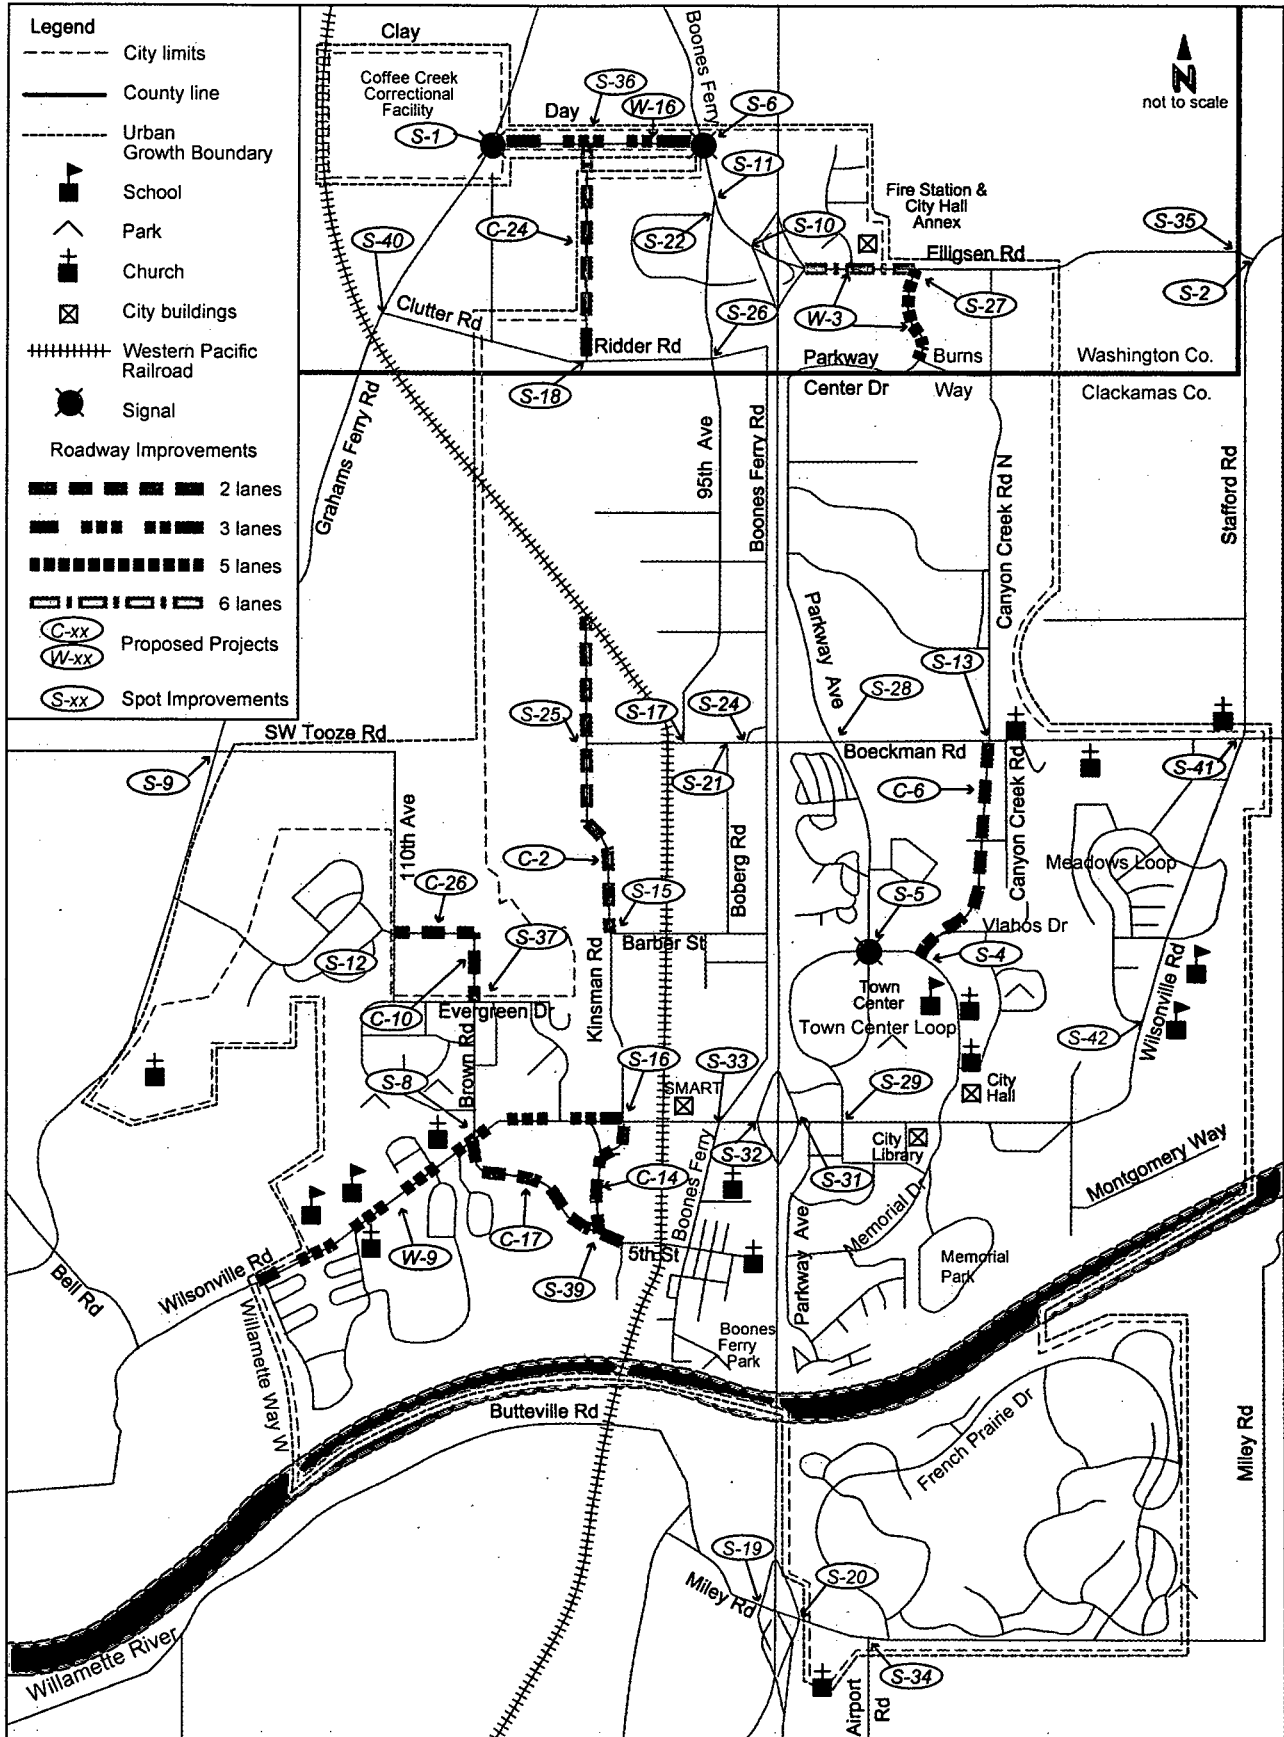 Legend
City limits
County line
Urban
Growth Boundary
School
Park
Church
City buildings
Western Pacific
Railroad
Signal
Roadway Improvements
2 lanes
3 lanes
5 lanes
6 lanes
C-xx
W-xx
Proposed Projects
S-xx
Spot Improvements
Clay
Coffee Creek
Correctional
Facility
S-1
Day
S-36
W-16
Boones Ferry
S-6
S-11
N
not to scale
Fire Station &
City Hall
Annex
S-35
S-10
S-22
C-24
S-40
Elligsen Rd
S-2
S-27
W-3
S-26
Clutter Rd
Ridder Rd
Parkway
Burns
Washington Co.
Center Dr
Way
Clackamas Co.
S-18
Grahams Ferry Rd
95th Ave
Boones Ferry Rd
Canyon Creek Rd N
Stafford Rd
Parkway Ave
S-13
S-28
S-25
S-17
S-24
SW Tooze Rd
Boeckman Rd
S-9
S-21
S-41
C-6
Canyon Creek Rd
110th Ave
C-2
Boberg Rd
Meadows Loop
C-26
S-15
S-5
Vlahos Dr
S-37
Barber St
S-12
S-4
Kinsman Rd
Wilsonville Rd
Town
Center
C-10
Evergreen Dr
Town Center Loop
S-42
Brown Rd
S-16
S-33
S-8
SMART
S-29
City
Hall
S-32
City
Library
Montgomery Way
C-14
S-31
Boones Ferry
Memorial Dr
C-17
W-9
5th St
Memorial
Park
S-39
Parkway Ave
Wilsonville Rd
Bell Rd
Willamette Way W
Boones
Ferry
Park
Butteville Rd
French Prairie Dr
Miley Rd
S-19
S-20
Miley Rd
Willamette River
S-34
Airport
Rd